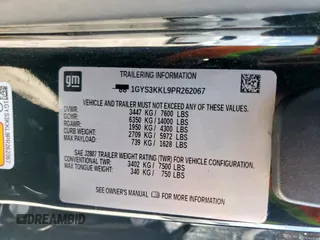 gm
TRAILERING INFORMATION
1GYS3KKL9PR262067
VEHICLE AND TRAILER MUST NOT EXCEED ANY OF THESE WEIGHTS:
GVWR: 3447 KG/ 7600 LBS
GCWR: 6350 KG/14000 LBS
RGAWR: 1950 KG/ 4300 LBS
CURB WEIGHT: 2709 KG/ 5972 LBS
MAX PAYLOAD: 739 KG/ 1628 LBS
SAE J2807 TRAILER WEIGHT RATING (TWR) FOR VEHICLE CONFIGURATION.
CONVENTIONAL TWR: 3402 KG/ 7500 LBS
MAX TONGUE WEIGHT: 340 KG/ 750 LBS
SEE OWNER'S MANUAL FOR MORE INFORMATION.
1GYS3KKL9PR262067
DREAMBID